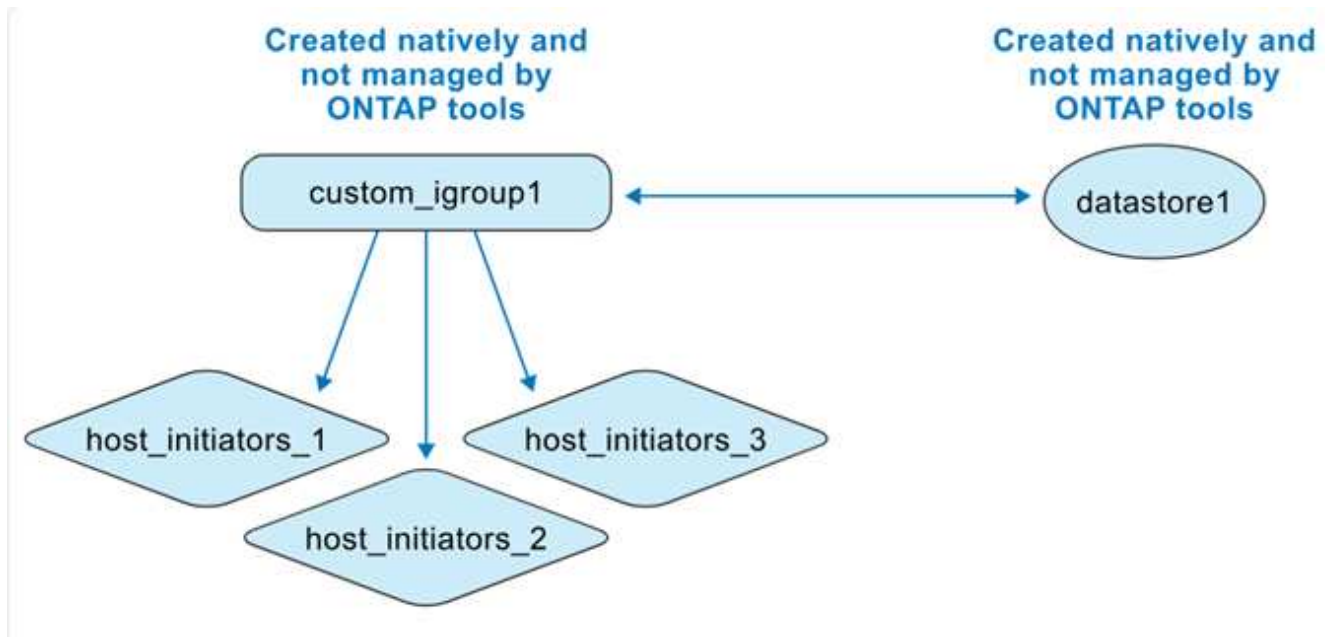 Created natively and
not managed by
ONTAP tools
Created natively and
not managed by
ONTAP tools
custom_igroup1
datastore1
host_initiators_1
host_initiators_3
host_initiators_2